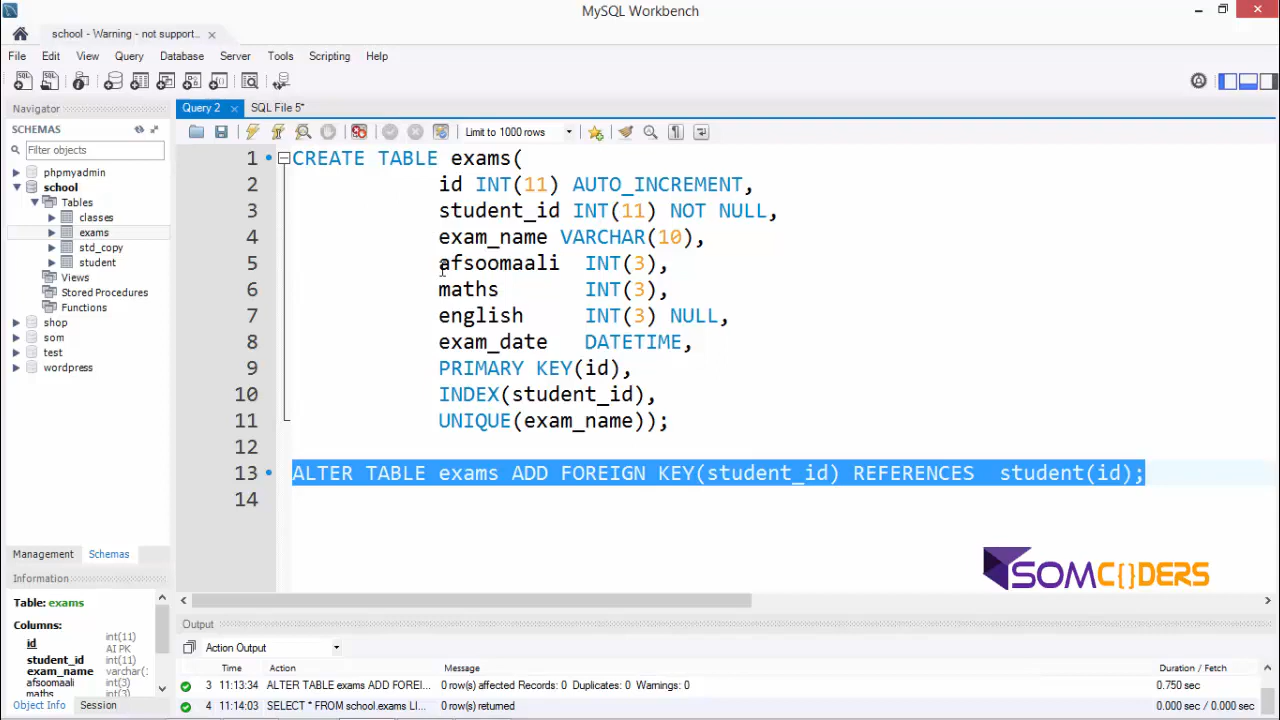 MySQL Workbench
school - Warning - not support...
File Edit View Query Database Server Tools Scripting Help
Navigator
SCHEMAS
Filter objects
phpmyadmin
school
Tables
classes
exams
std_copy
student
Views
Stored Procedures
Functions
shop
som
test
wordpress
Management Schemas
Information
Table: exams
Columns:
id int(11) AI PK
student_id int(11)
exam_name varchar(:
afsoomaali int(3)
maths int(3)
Object Info Session
Query 2 SQL File 5*
Limit to 1000 rows
1 CREATE TABLE exams(
2 id INT(11) AUTO_INCREMENT,
3 student_id INT(11) NOT NULL,
4 exam_name VARCHAR(10),
5 afsoomaali INT(3),
6 maths INT(3),
7 english INT(3) NULL,
8 exam_date DATETIME,
9 PRIMARY KEY(id),
10 INDEX(student_id),
11 UNIQUE(exam_name));
12
13 ALTER TABLE exams ADD FOREIGN KEY(student_id) REFERENCES student(id);
14
SOMC{}DERS
Output
Action Output
Time Action Message Duration / Fetch
3 11:13:34 ALTER TABLE exams ADD FOREI... 0 row(s) affected Records: 0 Duplicates: 0 Warnings: 0 0.750 sec
4 11:14:03 SELECT * FROM school.exams LI... 0 row(s) returned 0.000 sec / 0.000 sec